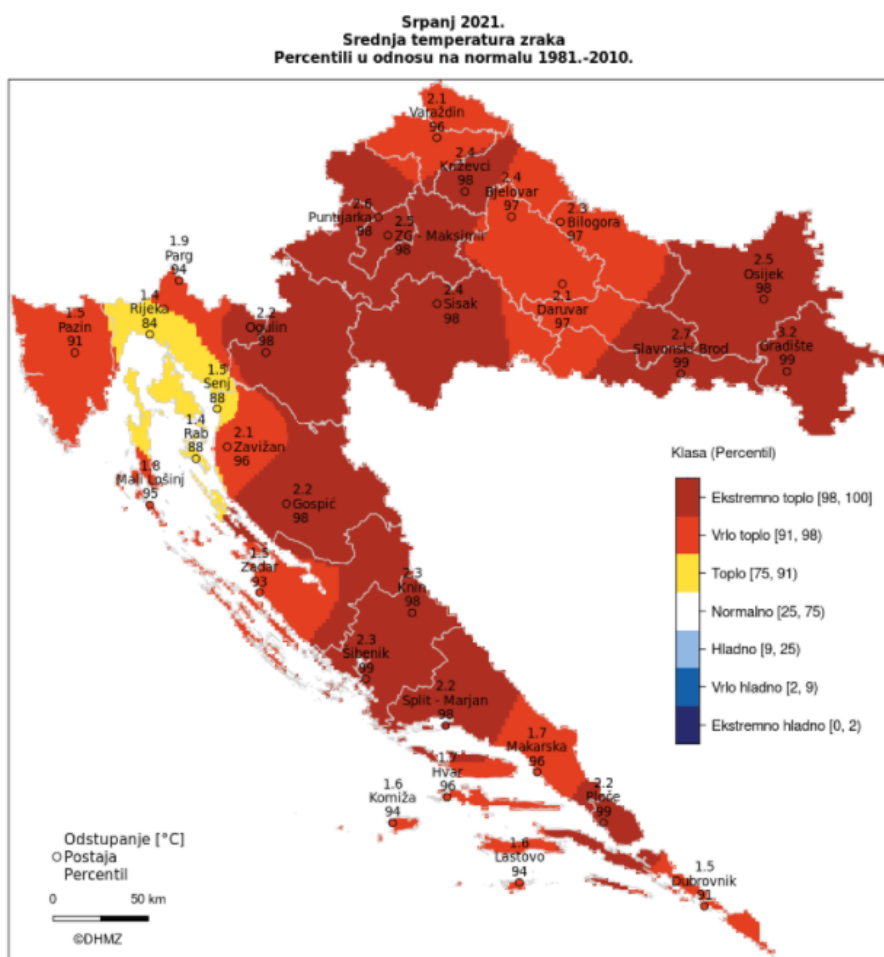 Srpanj 2021.
Srednja temperatura zraka
Percentili u odnosu na normalu 1981.-2010.
2.1
Varaždin
96
2.4
Križevci
98
2.4
Bjelovar
97
2.6
Puntijarka
98
2.5
ZG - Maksimir
98
2.3
Bilogora
97
1.9
Parg
94
2.5
Osijek
98
1.4
Rijeka
84
2.4
Sisak
98
2.1
Daruvar
97
1.5
Pazin
91
2.2
Ogulin
98
2.7
Slavonski Brod
99
3.2
Gradište
99
1.5
Senj
88
1.4
Rab
88
2.1
Zavižan
96
1.8
Mali Lošinj
95
2.2
Gospić
98
1.5
Zadar
93
2.3
Knin
98
2.3
Šibenik
99
2.2
Split - Marjan
98
1.7
Makarska
96
1.7
Hvar
96
1.6
Komiža
94
2.2
Ploče
99
Lastovo
94
1.5
Dubrovnik
91
Klasa (Percentil)
Ekstremno toplo [98, 100]
Vrlo toplo [91, 98)
Toplo [75, 91)
Normalno [25, 75)
Hladno [9, 25)
Vrlo hladno [2, 9)
Ekstremno hladno [0, 2)
Odstupanje [°C]
Postaja
Percentil
0 50 km
©DHMZ